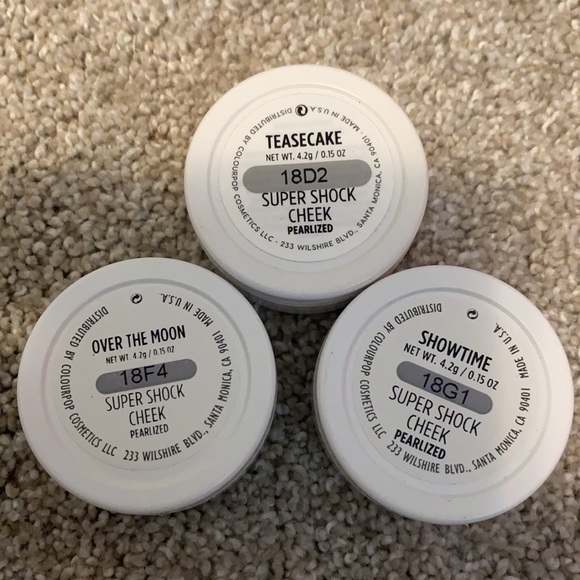 TEASECAKE
NET WT. 4.2g / 0.15 OZ
18D2
SUPER SHOCK
CHEEK
PEARLIZED
DISTRIBUTED BY COLOURPOP COSMETICS LLC · 233 WILSHIRE BLVD., SANTA MONICA, CA 90401 · MADE IN U.S.A.
OVER THE MOON
NET WT. 4.2g / 0.15 OZ
18F4
SUPER SHOCK
CHEEK
PEARLIZED
DISTRIBUTED BY COLOURPOP COSMETICS LLC 233 WILSHIRE BLVD., SANTA MONICA, CA 90401 MADE IN U.S.A.
SHOWTIME
NET WT. 4.2g / 0.15 OZ
18G1
SUPER SHOCK
CHEEK
PEARLIZED
DISTRIBUTED BY COLOURPOP COSMETICS LLC 233 WILSHIRE BLVD., SANTA MONICA, CA 90401 MADE IN U.S.A.